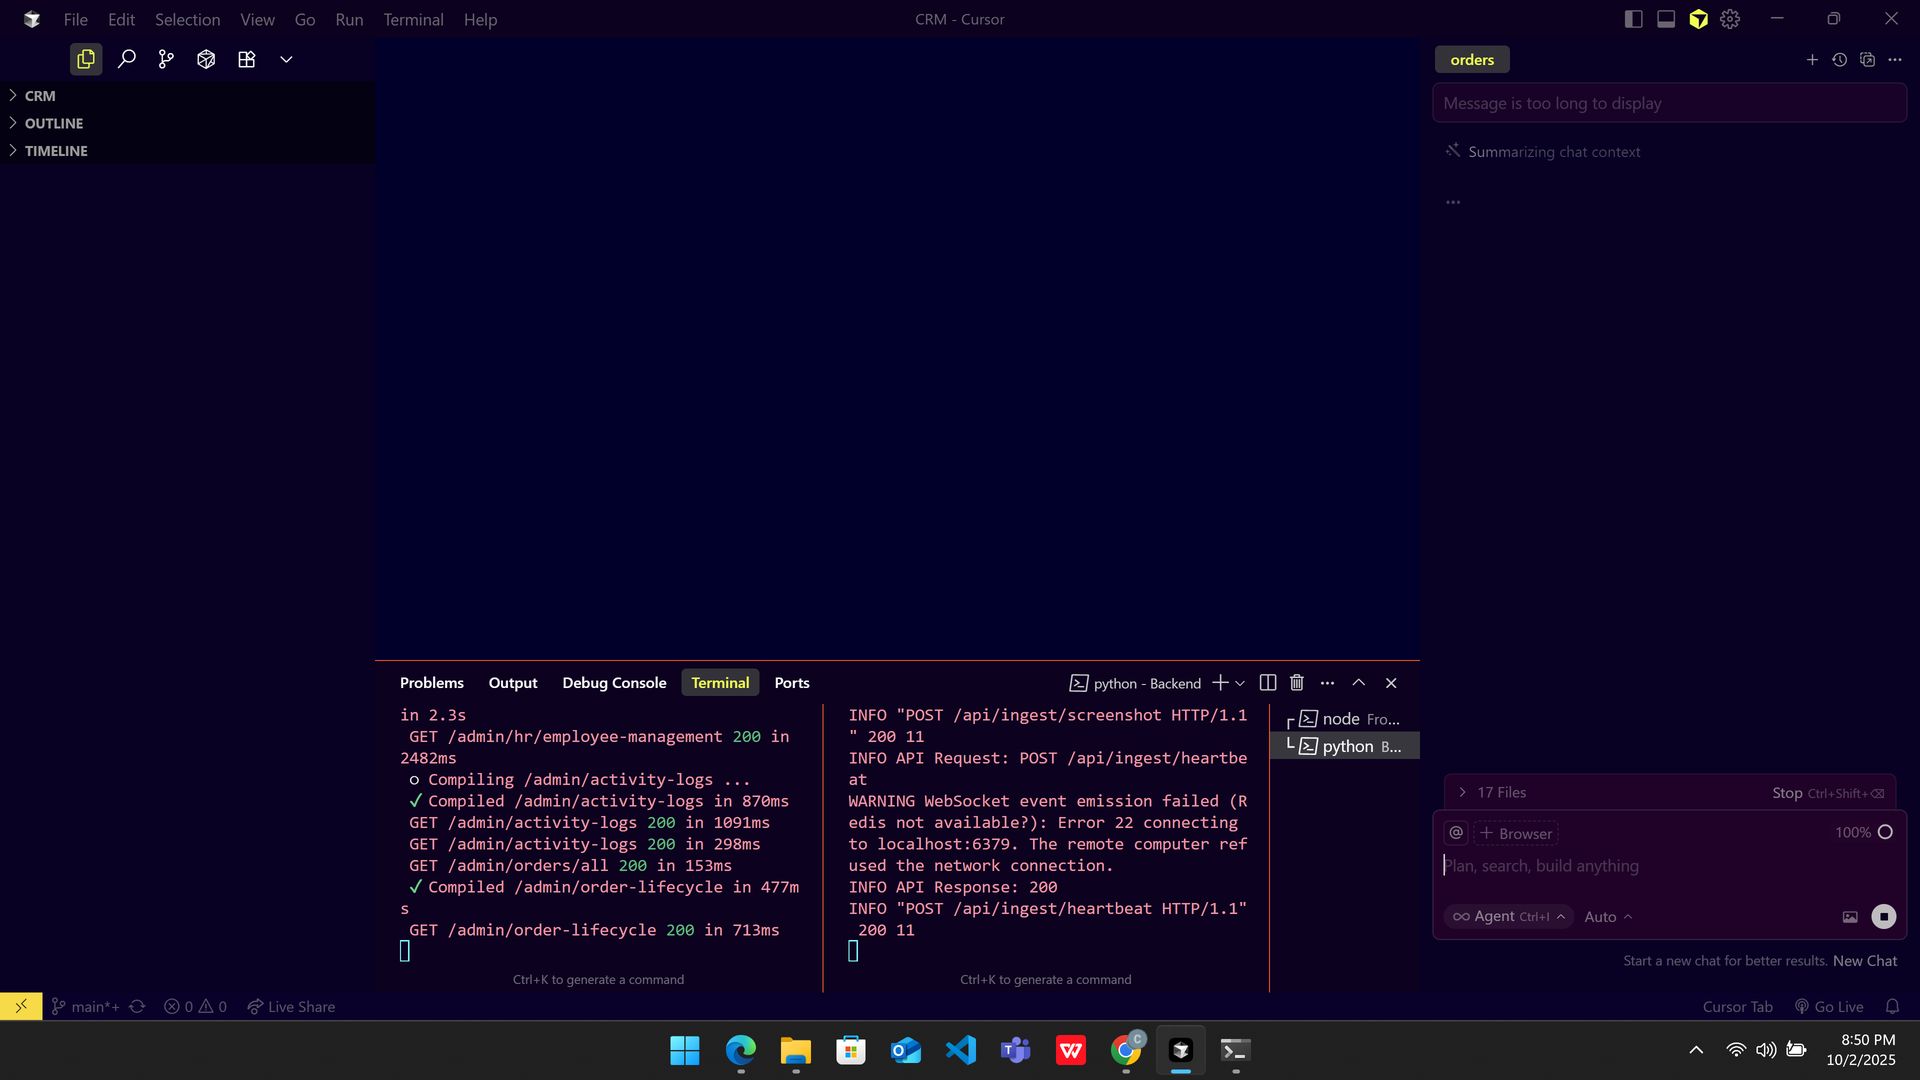 File Edit Selection View Go Run Terminal Help
CRM - Cursor
CRM
OUTLINE
TIMELINE
orders
Message is too long to display
Summarizing chat context
...
Problems Output Debug Console Terminal Ports
python - Backend
in 2.3s
GET /admin/hr/employee-management 200 in
2482ms
○ Compiling /admin/activity-logs ...
✓ Compiled /admin/activity-logs in 870ms
GET /admin/activity-logs 200 in 1091ms
GET /admin/activity-logs 200 in 298ms
GET /admin/orders/all 200 in 153ms
✓ Compiled /admin/order-lifecycle in 477m
s
GET /admin/order-lifecycle 200 in 713ms
Ctrl+K to generate a command
INFO "POST /api/ingest/screenshot HTTP/1.1
" 200 11
INFO API Request: POST /api/ingest/heartbe
at
WARNING WebSocket event emission failed (R
edis not available?): Error 22 connecting
to localhost:6379. The remote computer ref
used the network connection.
INFO API Response: 200
INFO "POST /api/ingest/heartbeat HTTP/1.1"
200 11
Ctrl+K to generate a command
node Fro...
python B...
17 Files Stop Ctrl+Shift+⌫
@ + Browser 100%
Plan, search, build anything
∞ Agent Ctrl+I Auto
Start a new chat for better results. New Chat
main*+ 0 0 Live Share
Cursor Tab Go Live
C
T
W
8:50 PM
10/2/2025